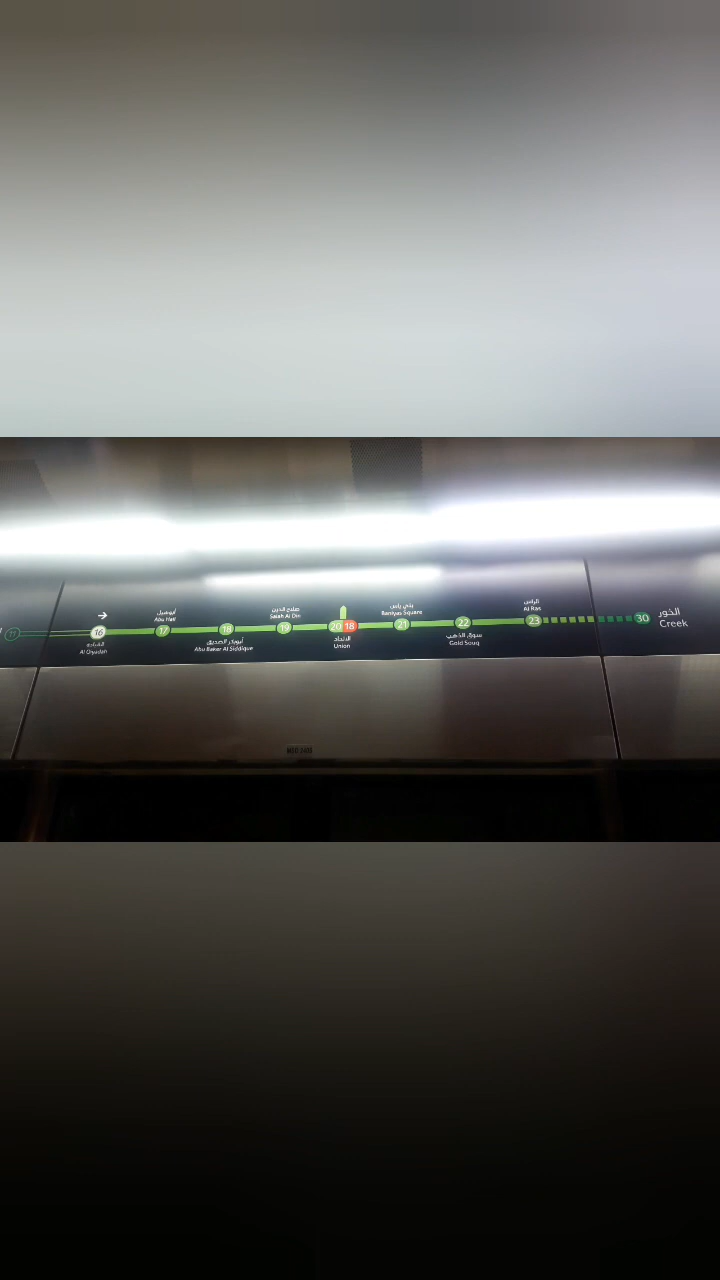 11
→
16
القيادة
Al Qiyadah
أبوهيل
Abu Hail
17
18
أبوبكر الصديق
Abu Baker Al Siddique
صلاح الدين
Salah Al Din
19
20 18
الاتحاد
Union
بني ياس
Baniyas Square
21
22
سوق الذهب
Gold Souq
الراس
Al Ras
23
30
الخور
Creek